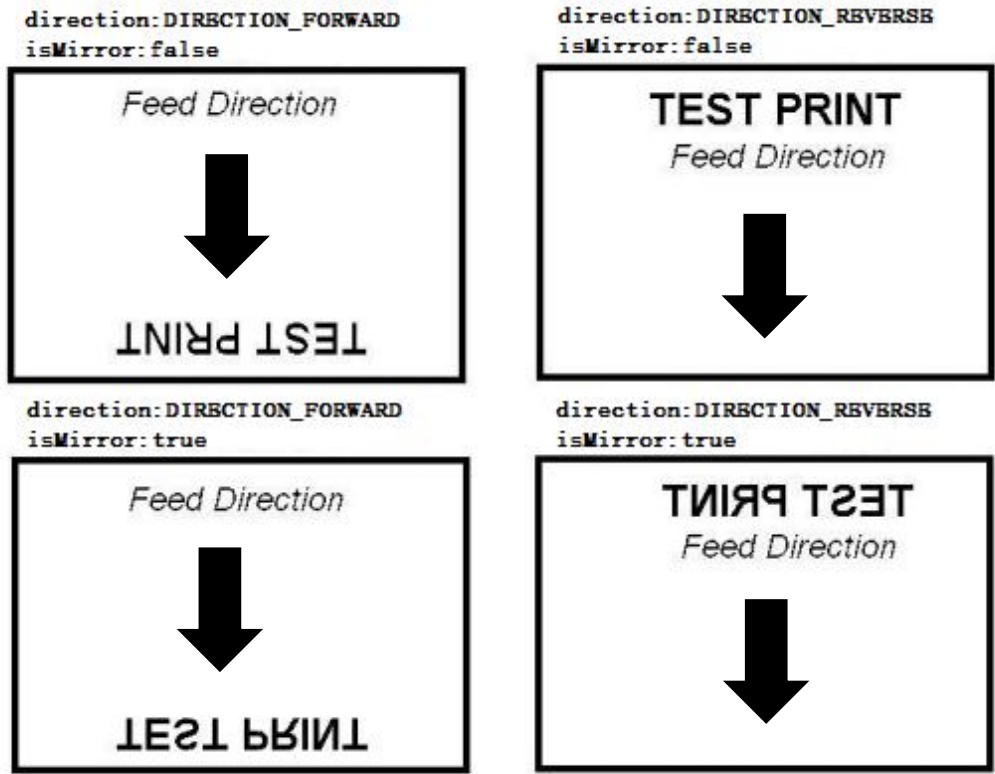 direction:DIRECTION_FORWARD
isMirror:false
Feed Direction
TEST PRINT
direction:DIRECTION_REVERSE
isMirror:false
TEST PRINT
Feed Direction
direction:DIRECTION_FORWARD
isMirror:true
Feed Direction
TEST PRINT
direction:DIRECTION_REVERSE
isMirror:true
TEST PRINT
Feed Direction